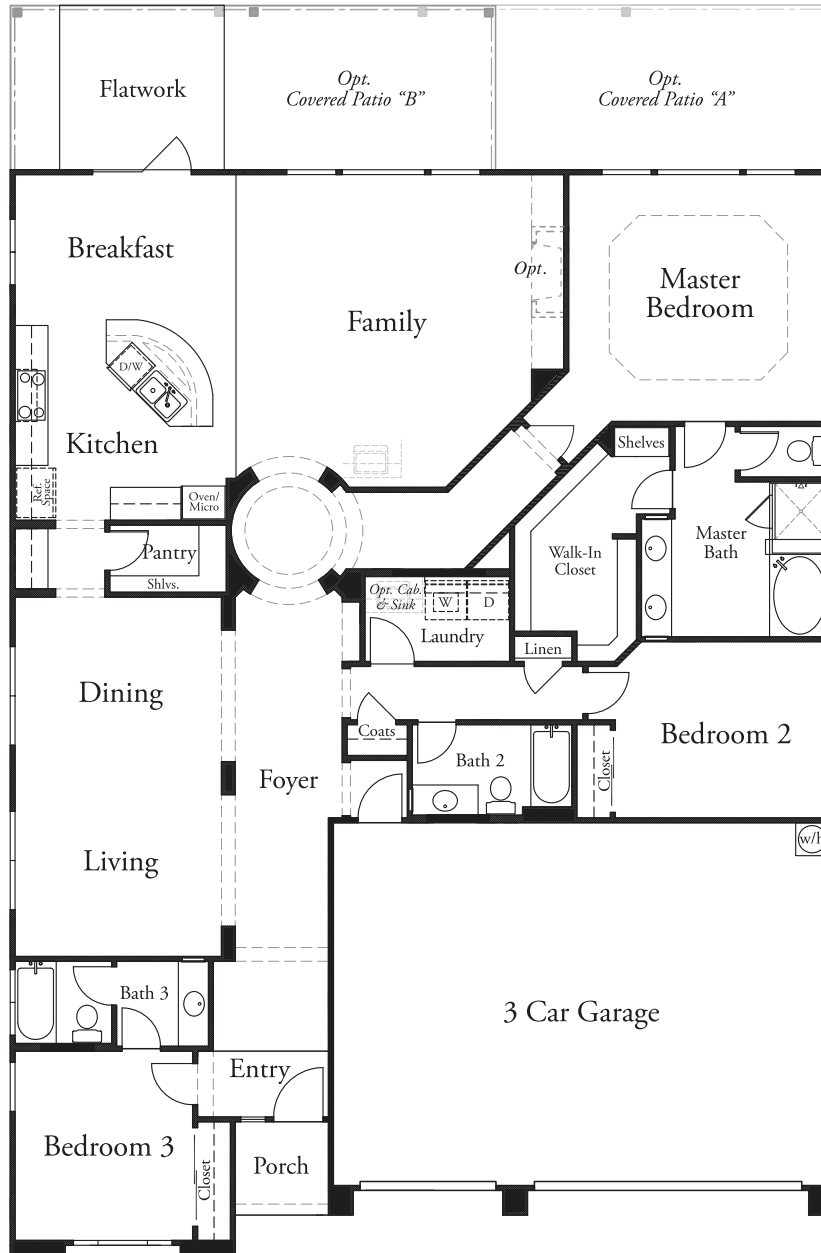 Flatwork
Opt.
Covered Patio “B”
Opt.
Covered Patio “A”
Breakfast
Family
Opt.
Master
Bedroom
D/W
Kitchen
Ref.
Space
Oven/
Micro
Shelves
Pantry
Shlvs.
Walk-In
Closet
Master
Bath
Opt. Cab.
& Sink
W
D
Laundry
Linen
Dining
Coats
Bath 2
Closet
Bedroom 2
Foyer
Living
w/h
Bath 3
3 Car Garage
Entry
Bedroom 3
Closet
Porch